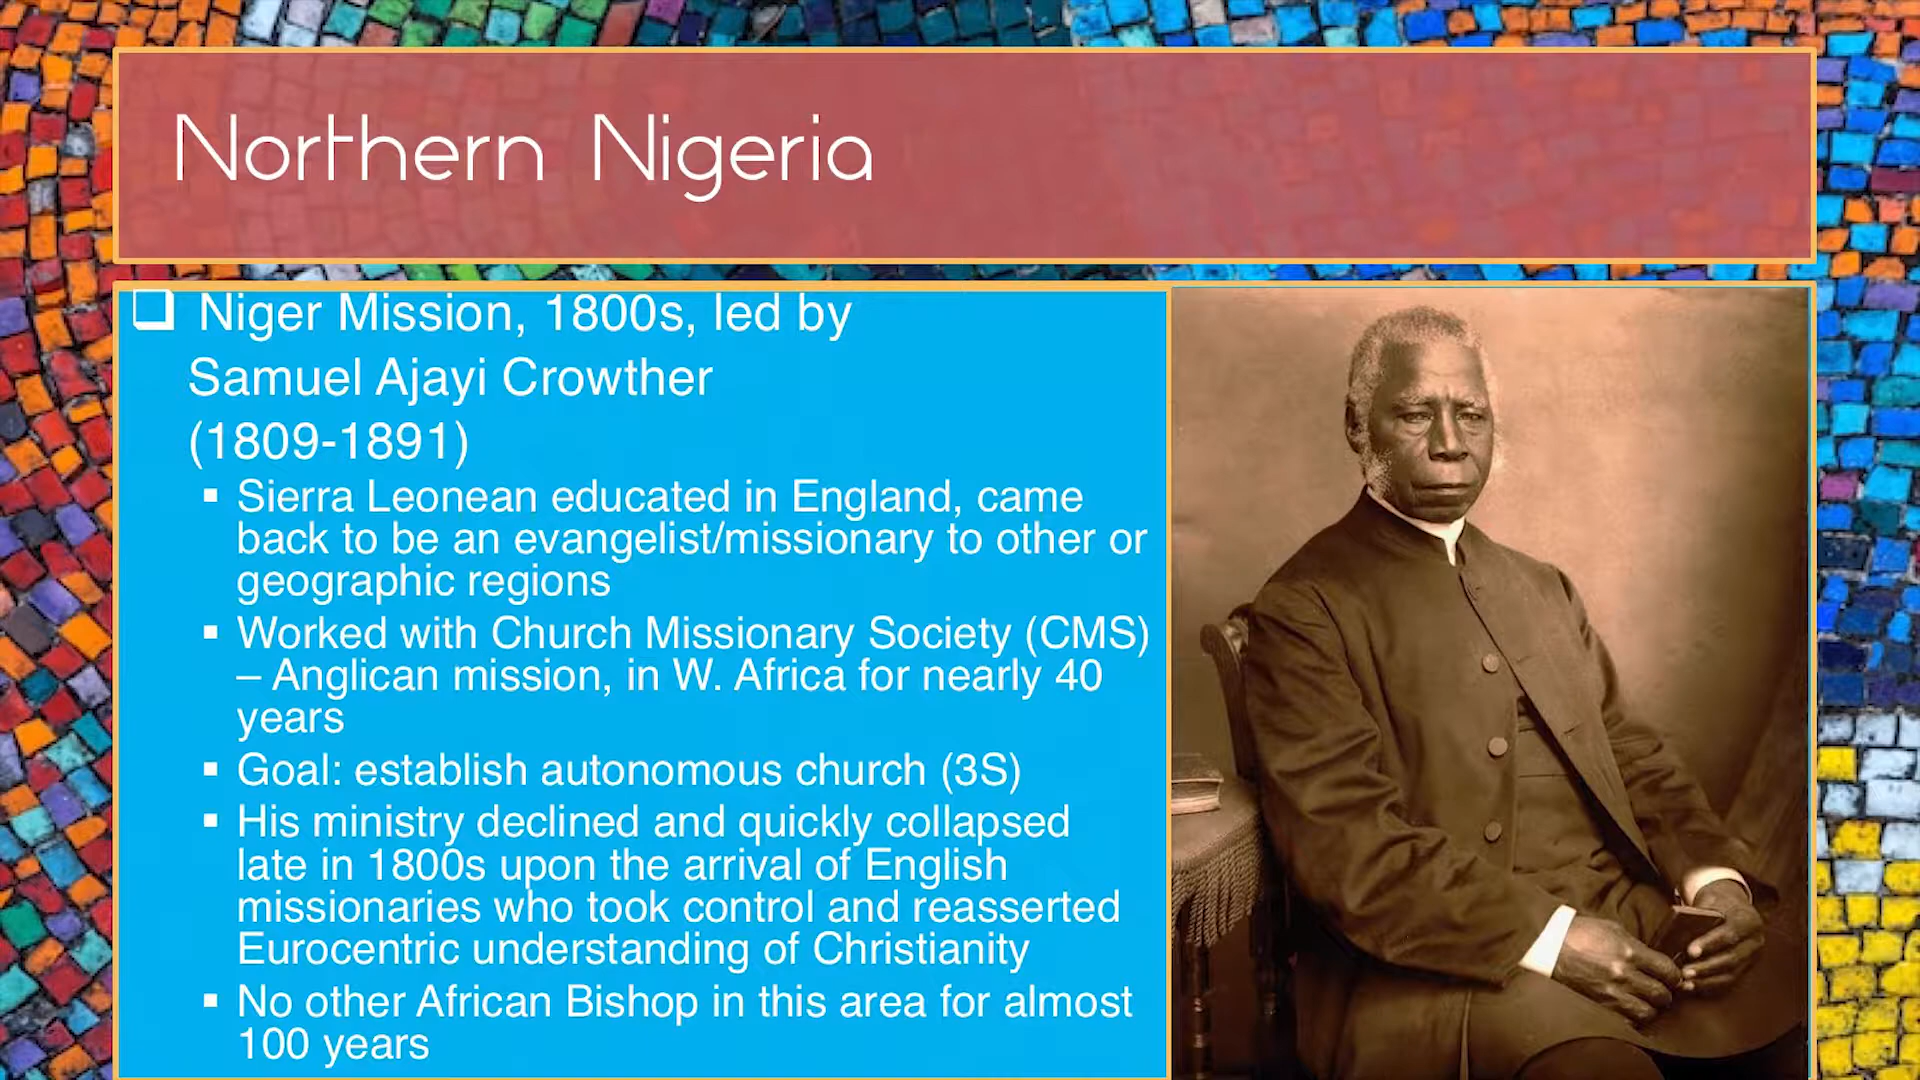 Northern Nigeria
Niger Mission, 1800s, led by
Samuel Ajayi Crowther
(1809-1891)
Sierra Leonean educated in England, came
back to be an evangelist/missionary to other or
geographic regions
Worked with Church Missionary Society (CMS)
– Anglican mission, in W. Africa for nearly 40
years
Goal: establish autonomous church (3S)
His ministry declined and quickly collapsed
late in 1800s upon the arrival of English
missionaries who took control and reasserted
Eurocentric understanding of Christianity
No other African Bishop in this area for almost
100 years